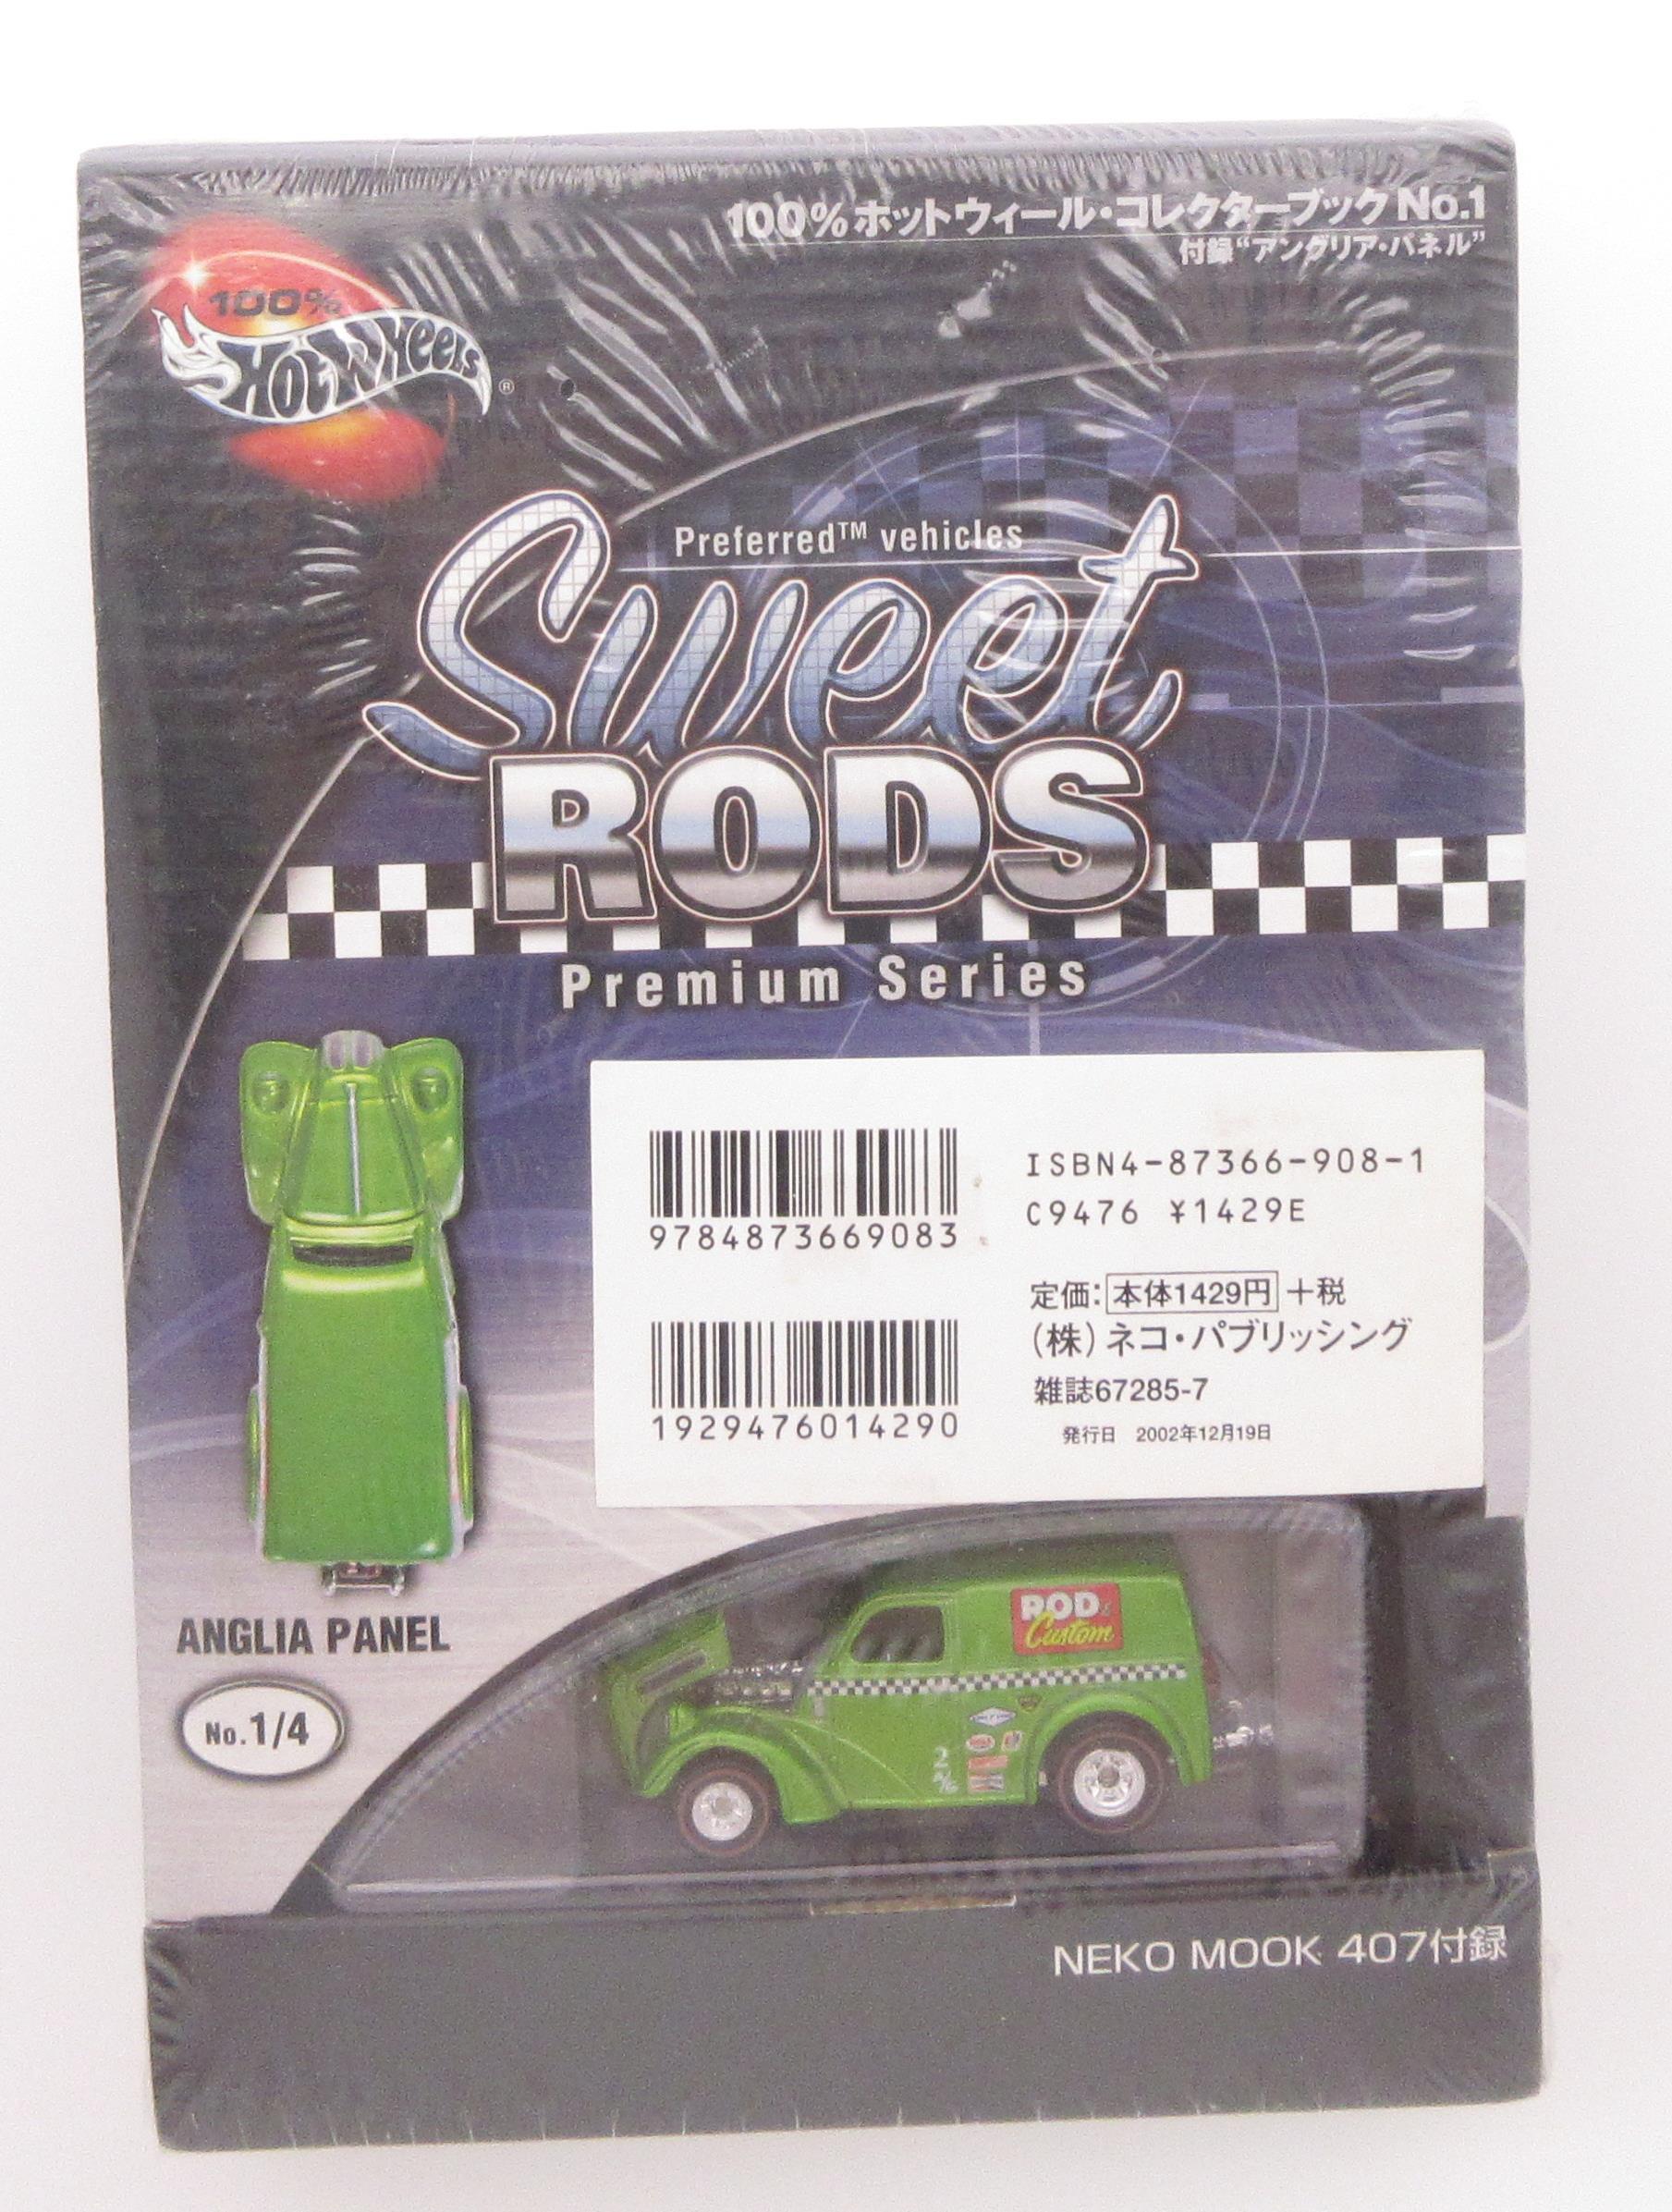 100%ホットウィール・コレクターブックNo.1
付録“アングリア・パネル”
100%
HOT WHEELS ®
Preferred™ vehicles
Sweet
RODS
Premium Series
ISBN4-87366-908-1
C9476 ¥1429E
9784873669083
定価: 本体1429円 +税
(株)ネコ・パブリッシング
雑誌67285-7
発行日 2002年12月19日
1929476014290
ANGLIA PANEL
No.1/4
ROD &
Custom
NEKO MOOK 407付録